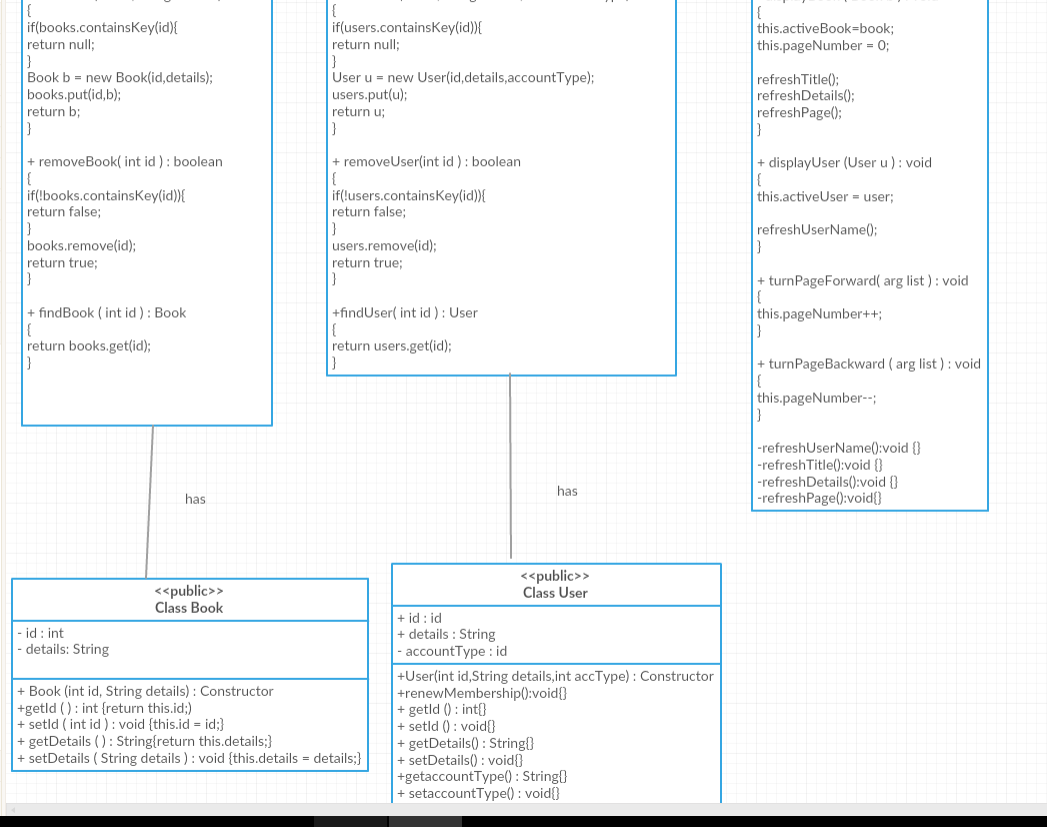 {
if(books.containsKey(id){
return null;
}
Book b = new Book(id,details);
books.put(id,b);
return b;
}
+ removeBook( int id ) : boolean
{
if(!books.containsKey(id)){
return false;
}
books.remove(id);
return true;
}
+ findBook ( int id ) : Book
{
return books.get(id);
}
{
if(users.containsKey(id)){
return null;
}
User u = new User(id,details,accountType);
users.put(u);
return u;
}
+ removeUser(int id ) : boolean
{
if(!users.containsKey(id)){
return false;
}
users.remove(id);
return true;
}
+findUser( int id ) : User
{
return users.get(id);
}
{
this.activeBook=book;
this.pageNumber = 0;
refreshTitle();
refreshDetails();
refreshPage();
}
+ displayUser (User u ) : void
{
this.activeUser = user;
refreshUserName();
}
+ turnPageForward( arg list ) : void
{
this.pageNumber++;
}
+ turnPageBackward ( arg list ) : void
{
this.pageNumber--;
}
-refreshUserName():void {}
-refreshTitle():void {}
-refreshDetails():void {}
-refreshPage():void{}
has
has
<<public>>
Class Book
- id : int
- details: String
+ Book (int id, String details) : Constructor
+getId ( ) : int {return this.id;)
+ setId ( int id ) : void {this.id = id;}
+ getDetails ( ) : String{return this.details;}
+ setDetails ( String details ) : void {this.details = details;}
<<public>>
Class User
+ id : id
+ details : String
- accountType : id
+User(int id,String details,int accType) : Constructor
+renewMembership():void{}
+ getId () : int{}
+ setId () : void{}
+ getDetails() : String{}
+ setDetails() : void{}
+getaccountType() : String{}
+ setaccountType() : void{}